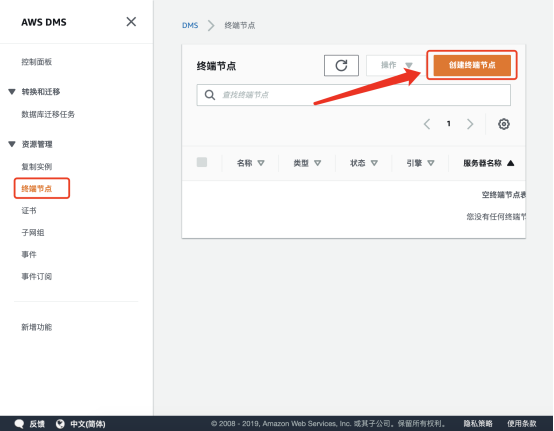 AWS DMS
控制面板
转换和迁移
数据库迁移任务
资源管理
复制实例
终端节点
证书
子网组
事件
事件订阅
新增功能
DMS 终端节点
终端节点 操作 创建终端节点
查找终端节点
1
名称 类型 状态 引擎 服务器名称
空终端节点表
您没有任何终端节
反馈 中文(简体) © 2008 - 2019, Amazon Web Services, Inc. 或其子公司。保留所有权利。 隐私策略 使用条款